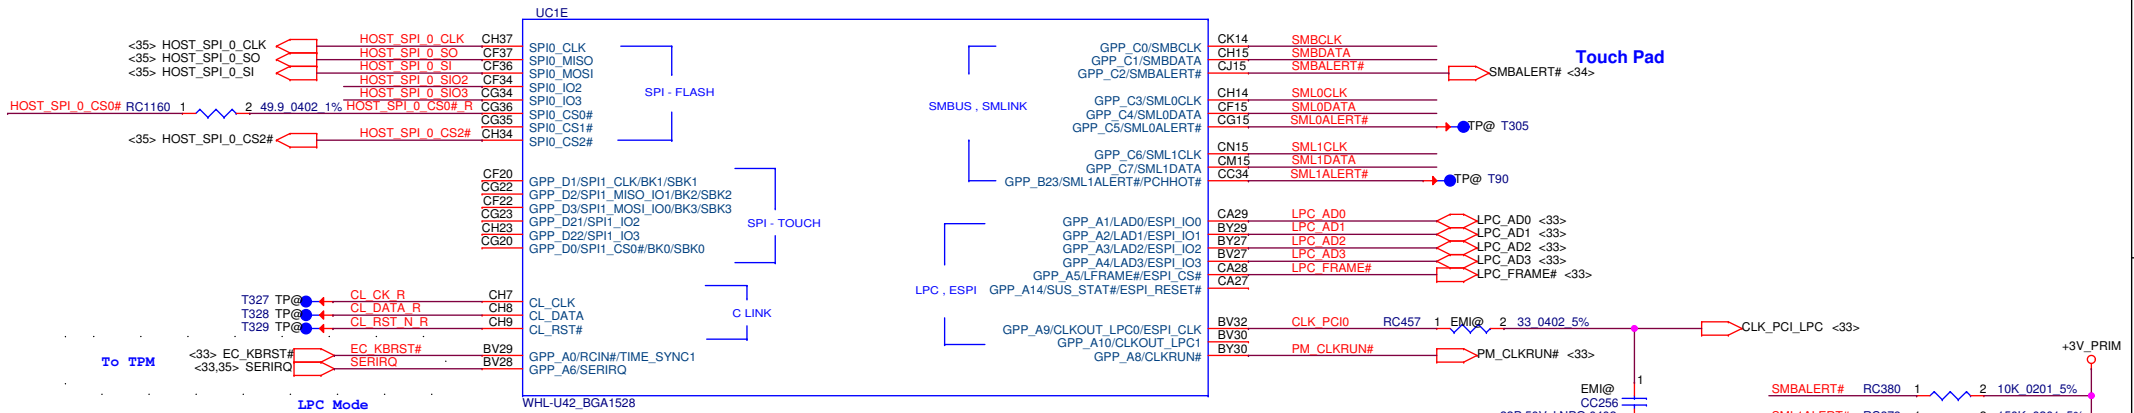 UC1E
<35> HOST_SPI_0_CLK HOST_SPI_0_CLK CH37 SPI0_CLK
<35> HOST_SPI_0_SO HOST_SPI_0_SO CF37 SPI0_MISO
<35> HOST_SPI_0_SI HOST_SPI_0_SI CF36 SPI0_MOSI
HOST_SPI_0_SIO2 CF34 SPI0_IO2
HOST_SPI_0_SIO3 CG34 SPI0_IO3
HOST_SPI_0_CS0# RC1160 1 2 49.9_0402_1% HOST_SPI_0_CS0#_R CG36 SPI0_CS0#
CG35 SPI0_CS1#
<35> HOST_SPI_0_CS2# HOST_SPI_0_CS2# CH34 SPI0_CS2#
SPI - FLASH
CF20 GPP_D1/SPI1_CLK/BK1/SBK1
CG22 GPP_D2/SPI1_MISO_IO1/BK2/SBK2
CF22 GPP_D3/SPI1_MOSI_IO0/BK3/SBK3
CG23 GPP_D21/SPI1_IO2
CH23 GPP_D22/SPI1_IO3
CG20 GPP_D0/SPI1_CS0#/BK0/SBK0
SPI - TOUCH
T327 TP@ CL_CK_R CH7 CL_CLK
T328 TP@ CL_DATA_R CH8 CL_DATA
T329 TP@ CL_RST_N_R CH9 CL_RST#
C LINK
To TPM
<33> EC_KBRST# EC_KBRST# BV29 GPP_A0/RCIN#/TIME_SYNC1
<33,35> SERIRQ SERIRQ BV28 GPP_A6/SERIRQ
LPC Mode
WHL-U42_BGA1528
GPP_C0/SMBCLK CK14 SMBCLK
GPP_C1/SMBDATA CH15 SMBDATA
GPP_C2/SMBALERT# CJ15 SMBALERT# SMBALERT# <34>
Touch Pad
SMBUS , SMLINK
GPP_C3/SML0CLK CH14 SML0CLK
GPP_C4/SML0DATA CF15 SML0DATA
GPP_C5/SML0ALERT# CG15 SML0ALERT# TP@ T305
GPP_C6/SML1CLK CN15 SML1CLK
GPP_C7/SML1DATA CM15 SML1DATA
GPP_B23/SML1ALERT#/PCHHOT# CC34 SML1ALERT# TP@ T90
GPP_A1/LAD0/ESPI_IO0 CA29 LPC_AD0 LPC_AD0 <33>
GPP_A2/LAD1/ESPI_IO1 BY29 LPC_AD1 LPC_AD1 <33>
GPP_A3/LAD2/ESPI_IO2 BY27 LPC_AD2 LPC_AD2 <33>
GPP_A4/LAD3/ESPI_IO3 BV27 LPC_AD3 LPC_AD3 <33>
GPP_A5/LFRAME#/ESPI_CS# CA28 LPC_FRAME# LPC_FRAME# <33>
GPP_A14/SUS_STAT#/ESPI_RESET# CA27
LPC , ESPI
GPP_A9/CLKOUT_LPC0/ESPI_CLK BV32 CLK_PCI0 RC457 1 EMI@ 2 33_0402_5% CLK_PCI_LPC <33>
GPP_A10/CLKOUT_LPC1 BV30
GPP_A8/CLKRUN# BY30 PM_CLKRUN# PM_CLKRUN# <33>
+3V_PRIM
1
EMI@
CC256
SMBALERT# RC380 1 2 10K_0201_5%